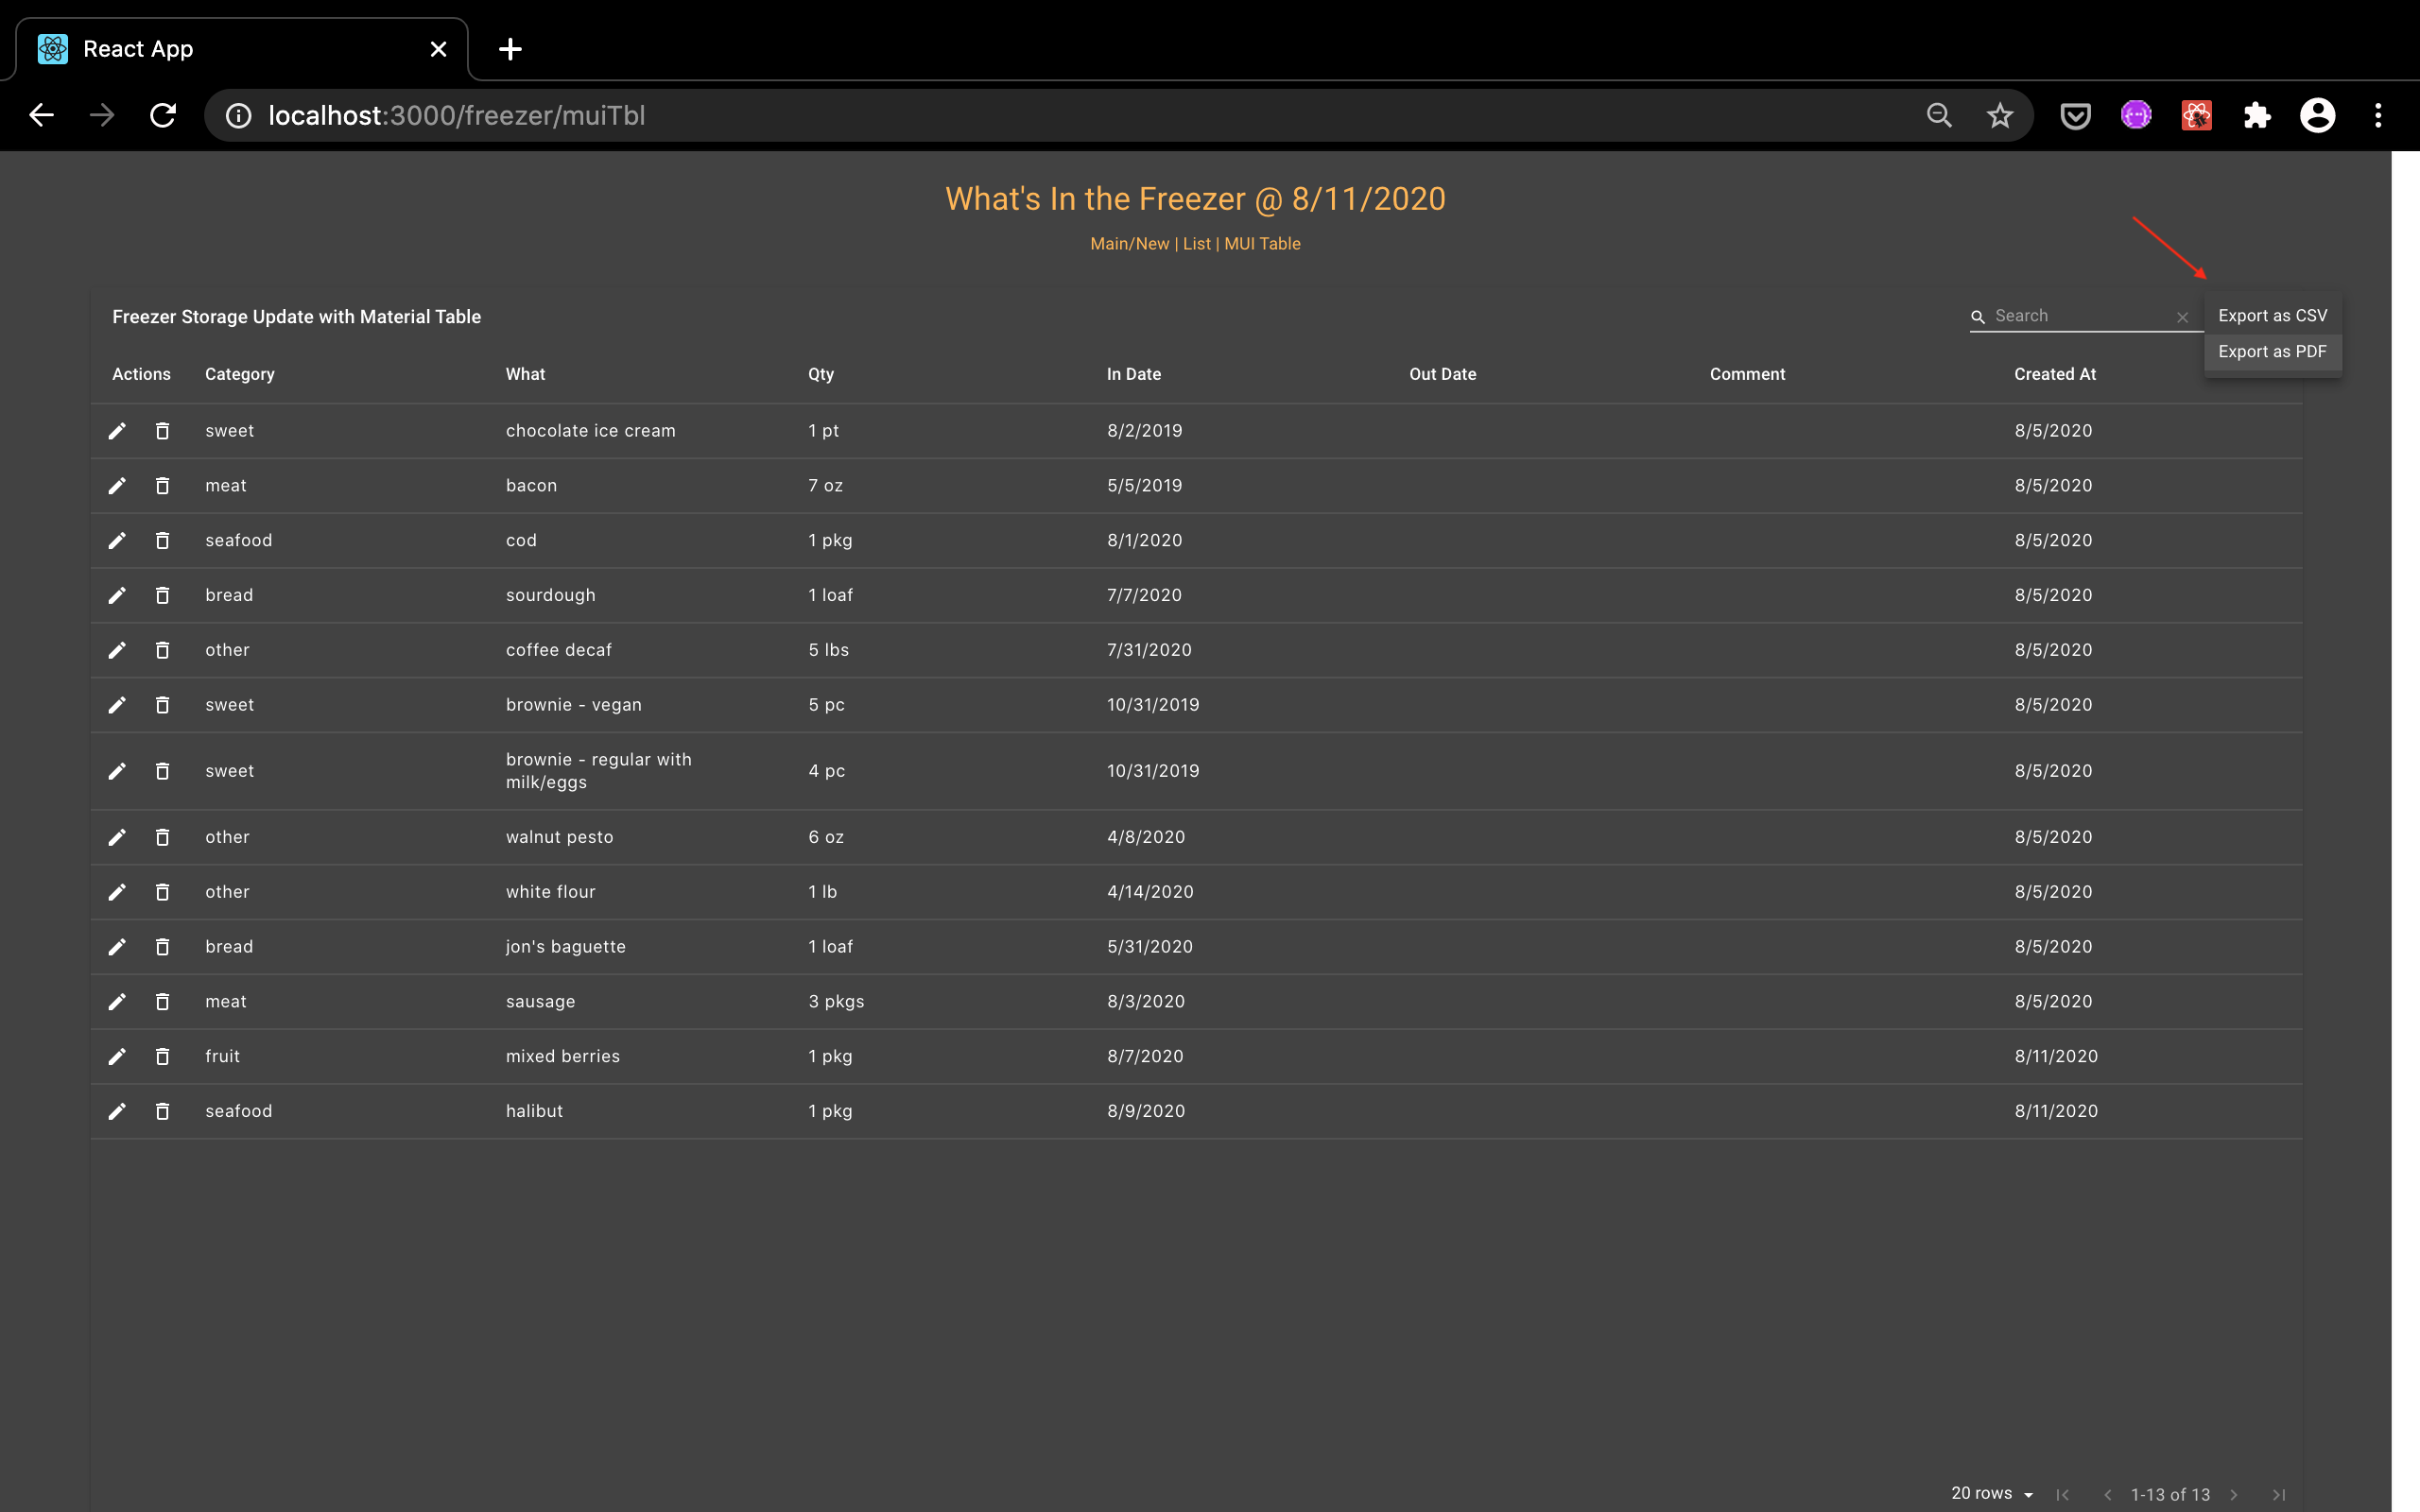 React App
localhost:3000/freezer/muiTbl
What's In the Freezer @ 8/11/2020
Main/New | List | MUI Table
Freezer Storage Update with Material Table
Search
Export as CSV
Export as PDF
Actions Category What Qty In Date Out Date Comment Created At
sweet chocolate ice cream 1 pt 8/2/2019 8/5/2020
meat bacon 7 oz 5/5/2019 8/5/2020
seafood cod 1 pkg 8/1/2020 8/5/2020
bread sourdough 1 loaf 7/7/2020 8/5/2020
other coffee decaf 5 lbs 7/31/2020 8/5/2020
sweet brownie - vegan 5 pc 10/31/2019 8/5/2020
sweet brownie - regular with milk/eggs 4 pc 10/31/2019 8/5/2020
other walnut pesto 6 oz 4/8/2020 8/5/2020
other white flour 1 lb 4/14/2020 8/5/2020
bread jon's baguette 1 loaf 5/31/2020 8/5/2020
meat sausage 3 pkgs 8/3/2020 8/5/2020
fruit mixed berries 1 pkg 8/7/2020 8/11/2020
seafood halibut 1 pkg 8/9/2020 8/11/2020
20 rows 1-13 of 13